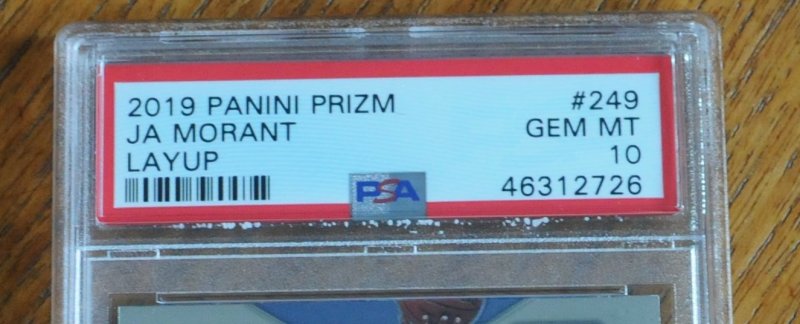 2019 PANINI PRIZM #249
JA MORANT GEM MT
LAYUP 10
PSA 46312726